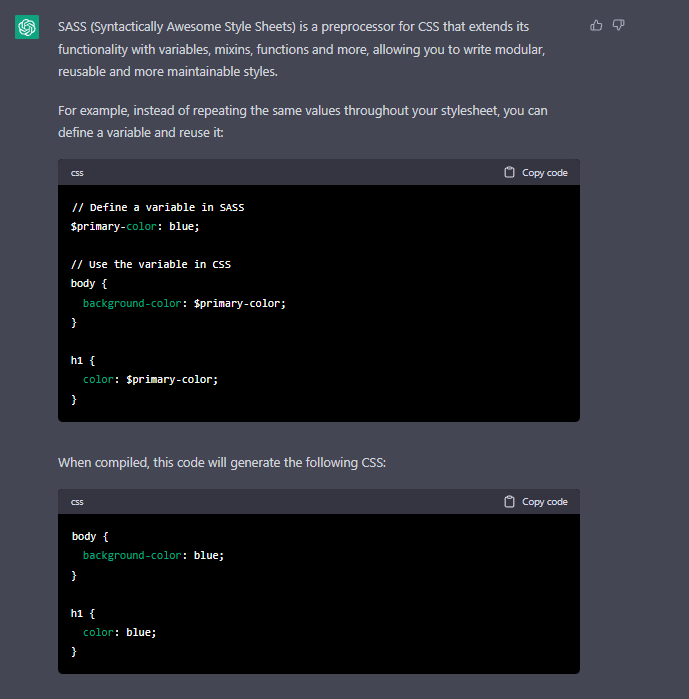 SASS (Syntactically Awesome Style Sheets) is a preprocessor for CSS that extends its
functionality with variables, mixins, functions and more, allowing you to write modular,
reusable and more maintainable styles.
For example, instead of repeating the same values throughout your stylesheet, you can
define a variable and reuse it:
css Copy code
// Define a variable in SASS
$primary-color: blue;
// Use the variable in CSS
body {
  background-color: $primary-color;
}
h1 {
  color: $primary-color;
}
When compiled, this code will generate the following CSS:
css Copy code
body {
  background-color: blue;
}
h1 {
  color: blue;
}